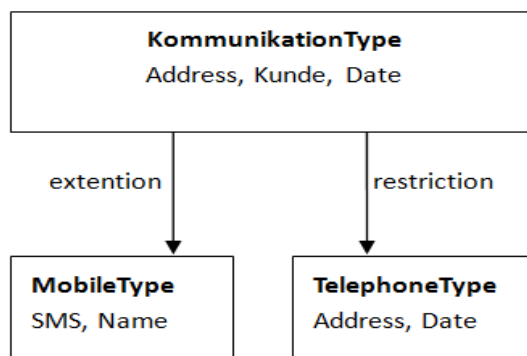 KommunikationType
Address, Kunde, Date
extention
restriction
MobileType
SMS, Name
TelephoneType
Address, Date